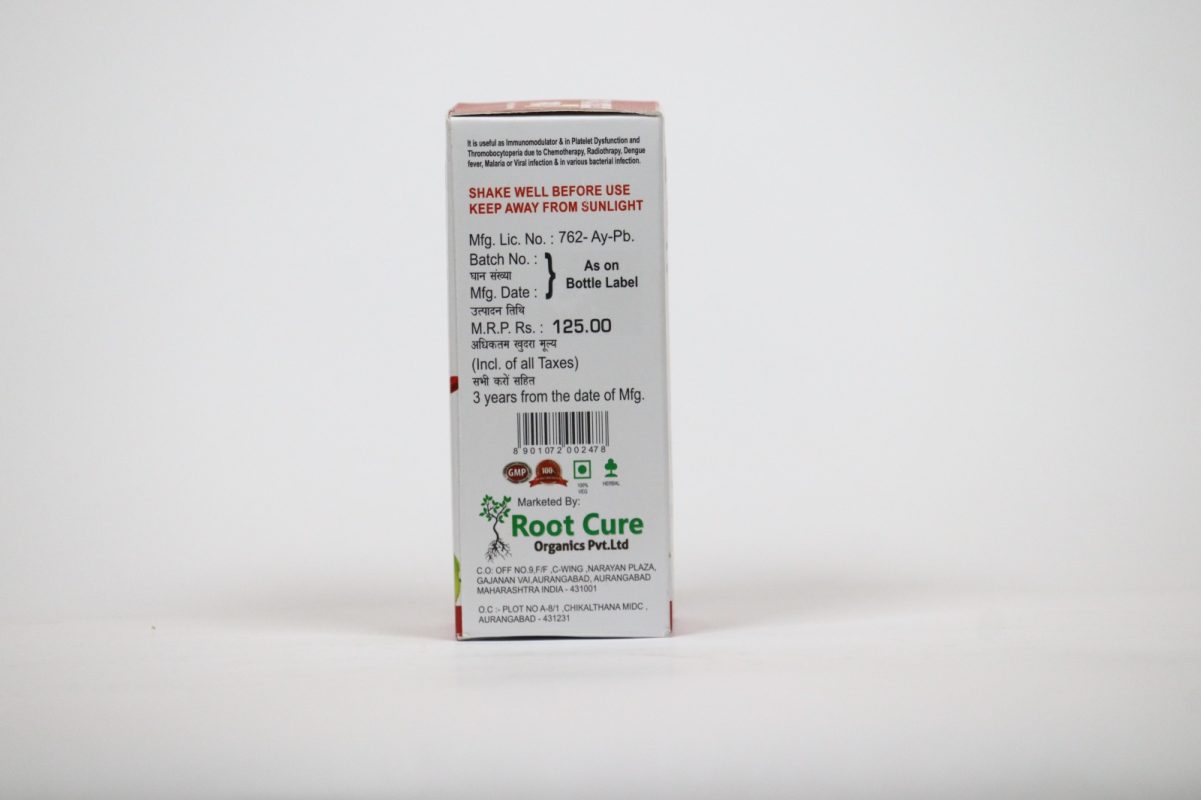 It is useful as Immunomodulator & in Platelet Dysfunction and
Thromobocytoperia due to Chemotherapy, Radiothrapy, Dengue
fever, Malaria or Viral infection & in various bacterial infection.
SHAKE WELL BEFORE USE
KEEP AWAY FROM SUNLIGHT
Mfg. Lic. No. : 762- Ay-Pb.
Batch No. :
घान संख्या
Mfg. Date :
As on
Bottle Label
उत्पादन तिथि
M.R.P. Rs. : 125.00
अधिकतम खुदरा मूल्य
(Incl. of all Taxes)
सभी करों सहित
3 years from the date of Mfg.
8 901072 002478
GMP
100%
100%
VEG
HERBAL
Marketed By:
Root Cure
Organics Pvt.Ltd
C.O: OFF NO.9,F/F ,C-WING ,NARAYAN PLAZA,
GAJANAN VAI,AURANGABAD, AURANGABAD
MAHARASHTRA INDIA - 431001
O.C :- PLOT NO A-8/1 ,CHIKALTHANA MIDC ,
AURANGABAD - 431231